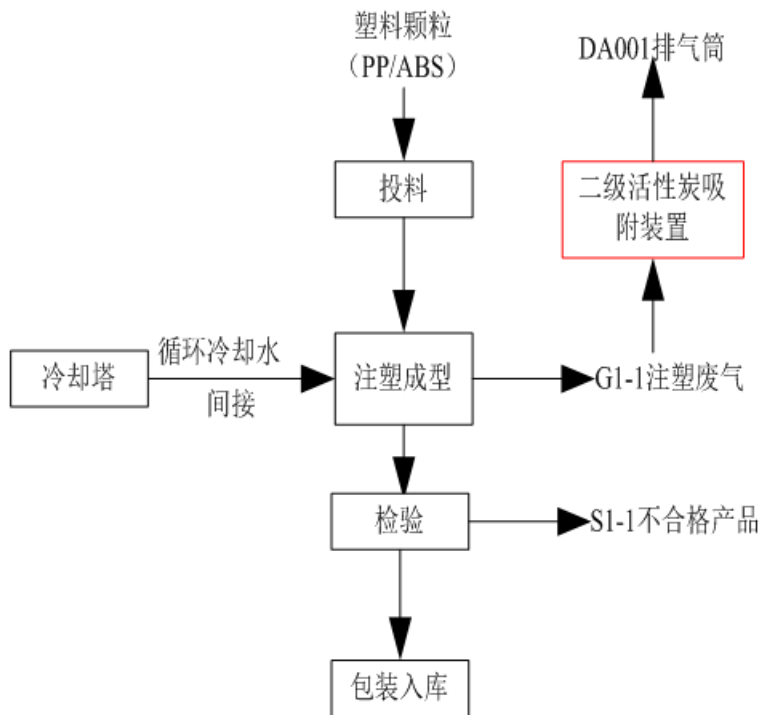 塑料颗粒
（PP/ABS）
DA001排气筒
投料
二级活性炭吸
附装置
冷却塔
循环冷却水
间接
注塑成型
G1-1注塑废气
检验
S1-1不合格产品
包装入库